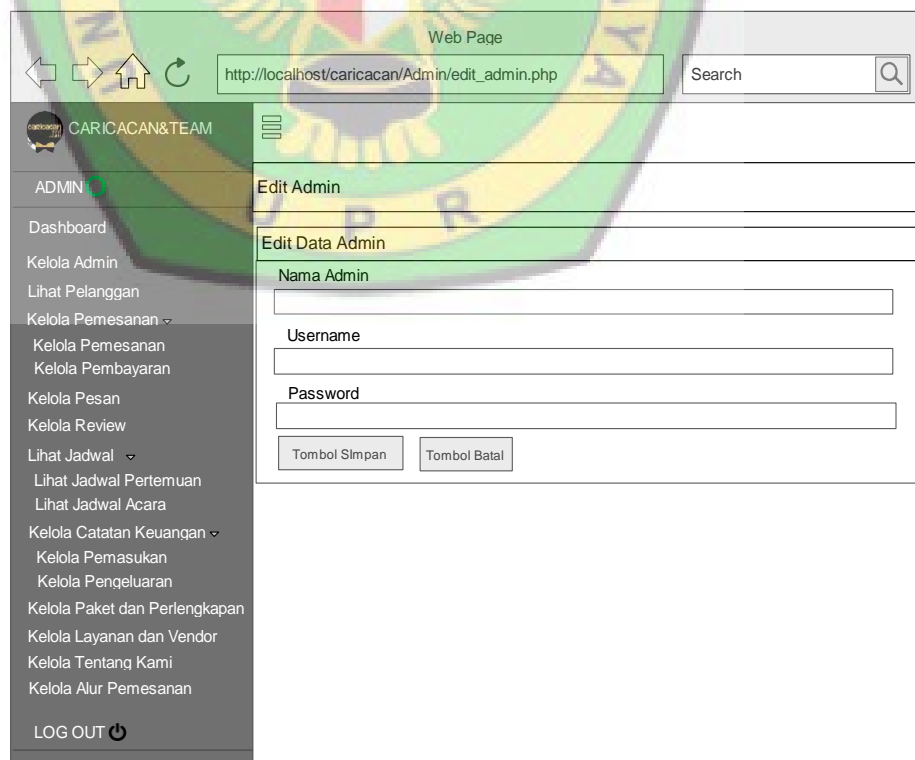 Web Page
http://localhost/caricacan/Admin/edit_admin.php
Search
CARICACAN&TEAM
ADMIN
Dashboard
Kelola Admin
Lihat Pelanggan
Kelola Pemesanan
Kelola Pemesanan
Kelola Pembayaran
Kelola Pesan
Kelola Review
Lihat Jadwal
Lihat Jadwal Pertemuan
Lihat Jadwal Acara
Kelola Catatan Keuangan
Kelola Pemasukan
Kelola Pengeluaran
Kelola Paket dan Perlengkapan
Kelola Layanan dan Vendor
Kelola Tentang Kami
Kelola Alur Pemesanan
LOG OUT
Edit Admin
Edit Data Admin
Nama Admin
Username
Password
Tombol SImpan
Tombol Batal
U P R